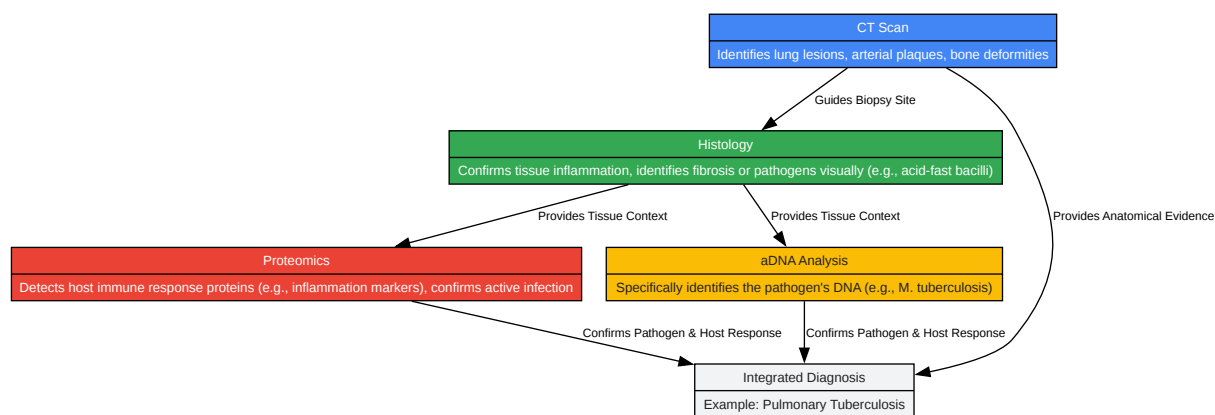 CT Scan
Identifies lung lesions, arterial plaques, bone deformities
Guides Biopsy Site
Histology
Confirms tissue inflammation, identifies fibrosis or pathogens visually (e.g., acid-fast bacilli)
Provides Tissue Context
Provides Tissue Context
Provides Anatomical Evidence
Proteomics
Detects host immune response proteins (e.g., inflammation markers), confirms active infection
aDNA Analysis
Specifically identifies the pathogen's DNA (e.g., M. tuberculosis)
Confirms Pathogen & Host Response
Confirms Pathogen & Host Response
Integrated Diagnosis
Example: Pulmonary Tuberculosis